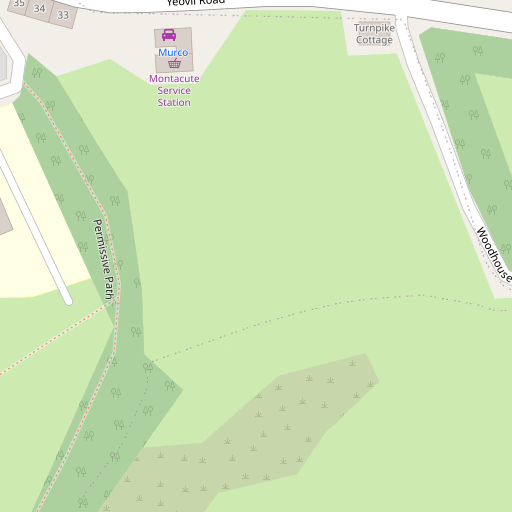 Yeovil Road
35
34
33
Turnpike
Cottage
Murco
Montacute
Service
Station
Permissive Path
Woodhouse